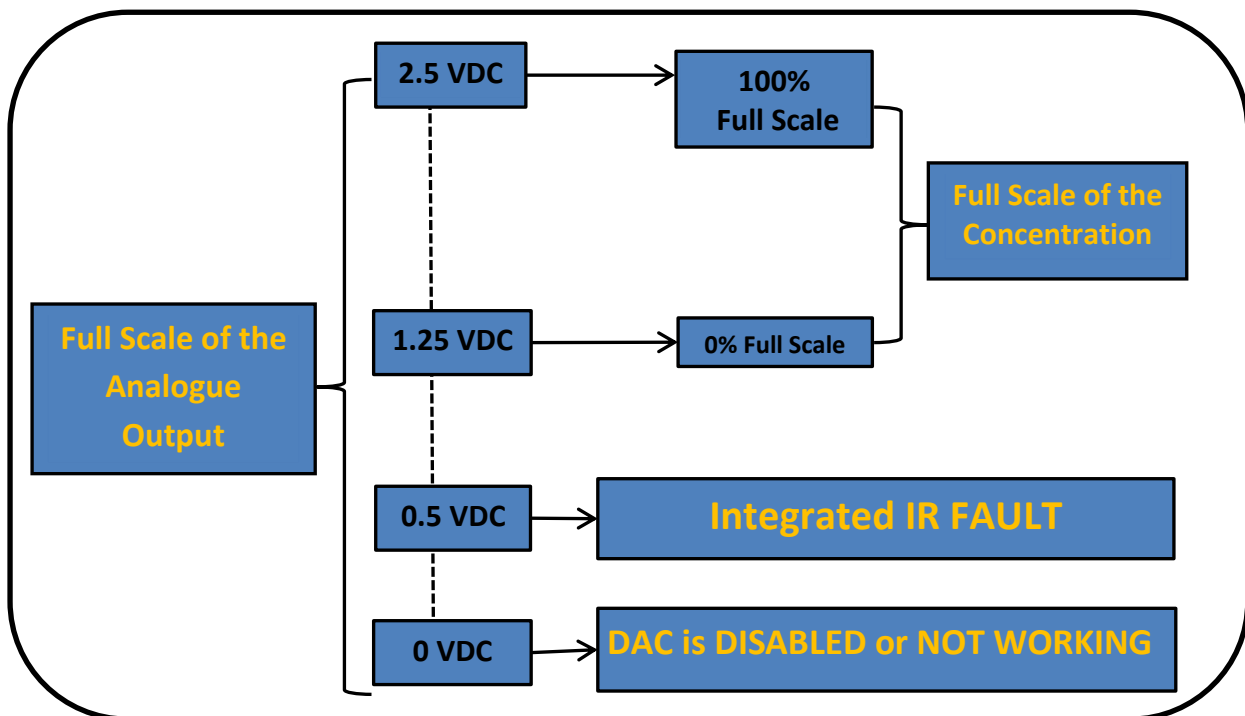 2.5 VDC
100%
Full Scale
Full Scale of the
Concentration
Full Scale of the
Analogue
Output
1.25 VDC
0% Full Scale
0.5 VDC
Integrated IR FAULT
0 VDC
DAC is DISABLED or NOT WORKING